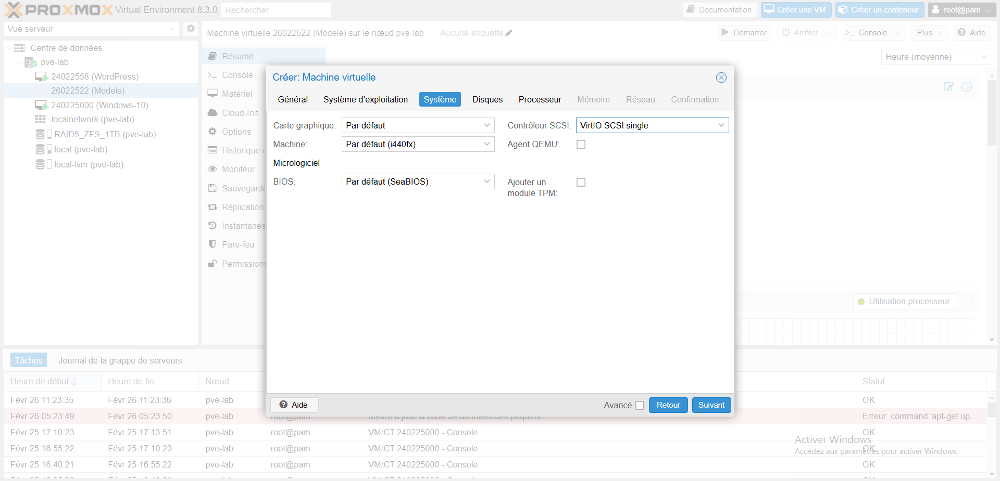 PROXMOX Virtual Environment 8.3.0 Rechercher Documentation Créer une VM Créer un conteneur root@pam
Vue serveur
Machine virtuelle 26022522 (Modele) sur le nœud pve-lab Aucune étiquette Démarrer Arrêter Console Plus Aide
Centre de données
pve-lab
24022558 (WordPress)
26022522 (Modele)
240225000 (Windows-10)
localnetwork (pve-lab)
RAID5_ZFS_1TB (pve-lab)
local (pve-lab)
local-lvm (pve-lab)
Résumé
Console
Matériel
Cloud-Init
Options
Historique
Moniteur
Sauvegarde
Réplication
Instantanés
Pare-feu
Permissions
Heure (moyenne)
Créer: Machine virtuelle
Général Système d'exploitation Système Disques Processeur Mémoire Réseau Confirmation
Carte graphique: Par défaut Contrôleur SCSI: VirtIO SCSI single
Machine: Par défaut (i440fx) Agent QEMU:
Micrologiciel
BIOS: Par défaut (SeaBIOS) Ajouter un
module TPM:
Aide Avancé Retour Suivant
Utilisation processeur
Tâches Journal de la grappe de serveurs
Heure de début Heure de fin Nœud Statut
Févr 26 11:23:35 Févr 26 11:23:36 pve-lab OK
Févr 26 05:23:49 Févr 26 05:23:50 pve-lab root@pam Mettre à jour la base de données des paquets Erreur: command 'apt-get up...
Févr 25 17:10:23 Févr 25 17:13:51 pve-lab root@pam VM/CT 240225000 - Console OK
Févr 25 16:55:22 Févr 25 17:10:23 pve-lab root@pam VM/CT 240225000 - Console OK
Févr 25 16:40:21 Févr 25 16:55:22 pve-lab root@pam VM/CT 240225000 - Console OK
Activer Windows
Accédez aux paramètres pour activer Windows.